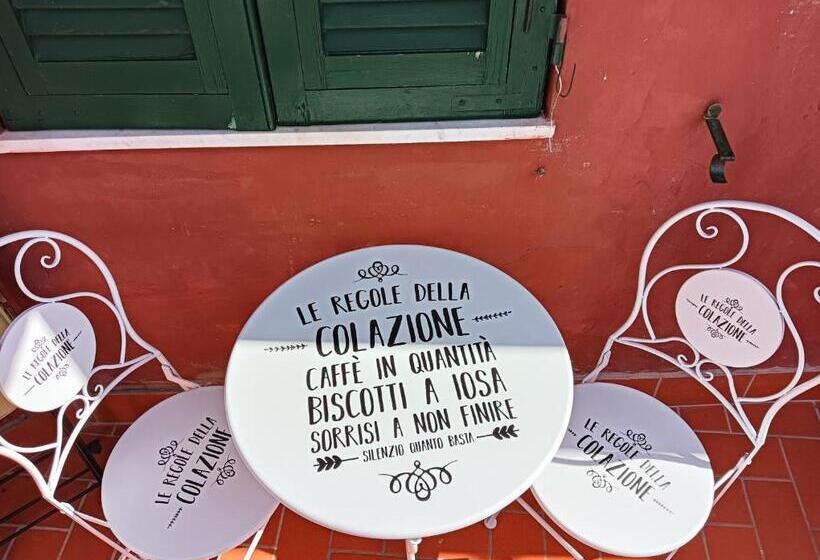 LE REGOLE DELLA
COLAZIONE
CAFFÈ IN QUANTITÀ
BISCOTTI A IOSA
SORRISI A NON FINIRE
SILENZIO QUANTO BASTA
LE REGOLE DELLA
COLAZIONE
LE REGOLE DELLA
COLAZIONE
LE REGOLE DELLA
COLAZIONE
LE REGOLE DELLA
COLAZIONE